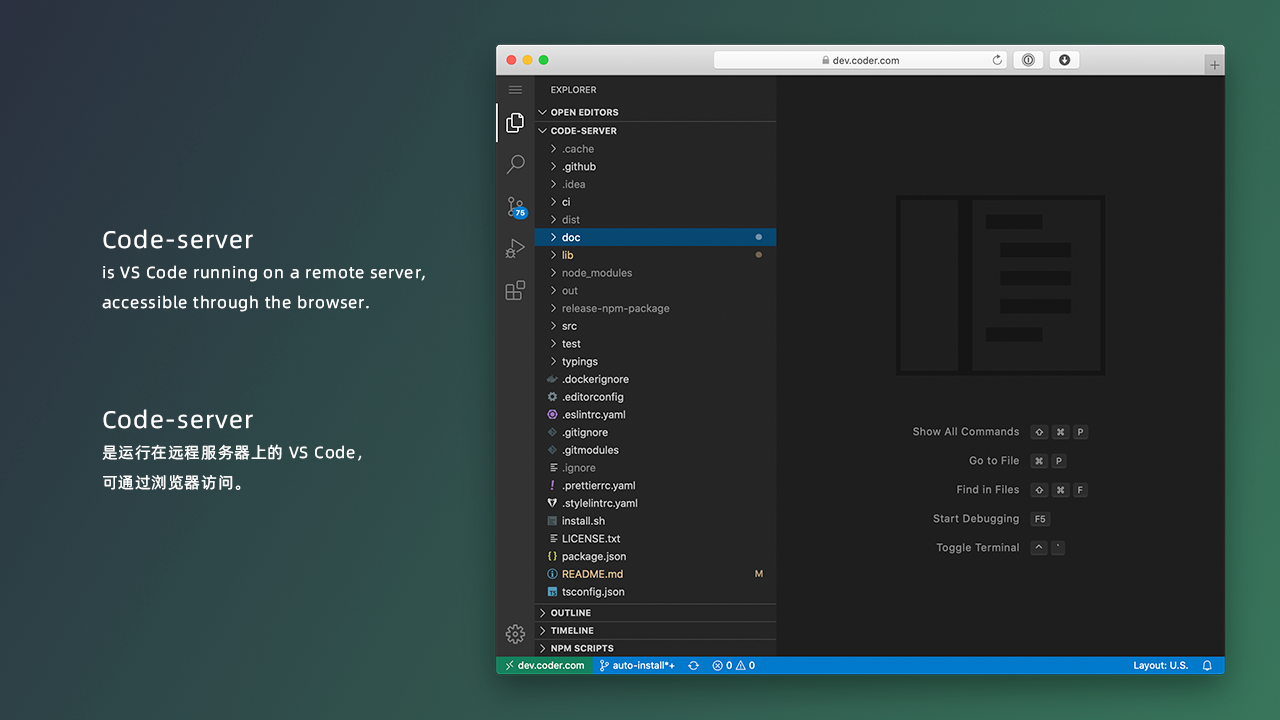 Code-server
is VS Code running on a remote server,
accessible through the browser.
Code-server
是运行在远程服务器上的 VS Code，
可通过浏览器访问。
dev.coder.com
EXPLORER
OPEN EDITORS
CODE-SERVER
.cache
.github
.idea
ci
dist
doc
lib
node_modules
out
release-npm-package
src
test
typings
.dockerignore
.editorconfig
.eslintrc.yaml
.gitignore
.gitmodules
.ignore
.prettierrc.yaml
.stylelintrc.yaml
install.sh
LICENSE.txt
package.json
README.md M
tsconfig.json
OUTLINE
TIMELINE
NPM SCRIPTS
75
Show All Commands ⇧ ⌘ P
Go to File ⌘ P
Find in Files ⇧ ⌘ F
Start Debugging F5
Toggle Terminal ^ `
dev.coder.com auto-install*+ 0 0 Layout: U.S.